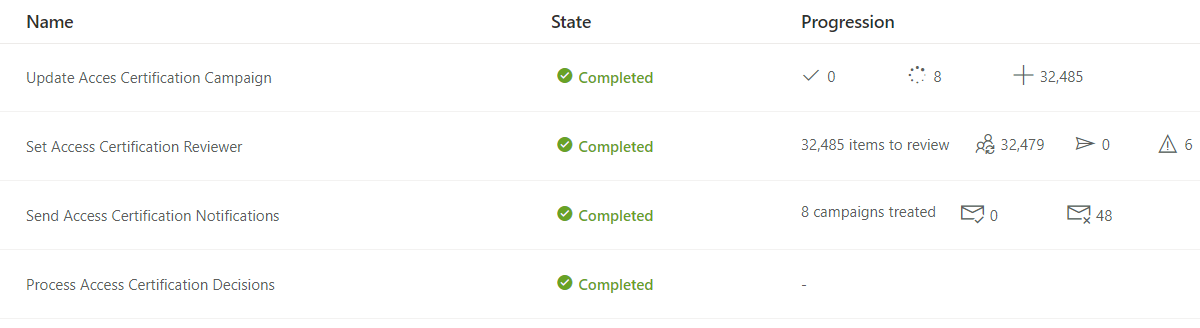 Name State Progression
Update Acces Certification Campaign Completed 0 8 32,485
Set Access Certification Reviewer Completed 32,485 items to review 32,479 0 6
Send Access Certification Notifications Completed 8 campaigns treated 0 48
Process Access Certification Decisions Completed -